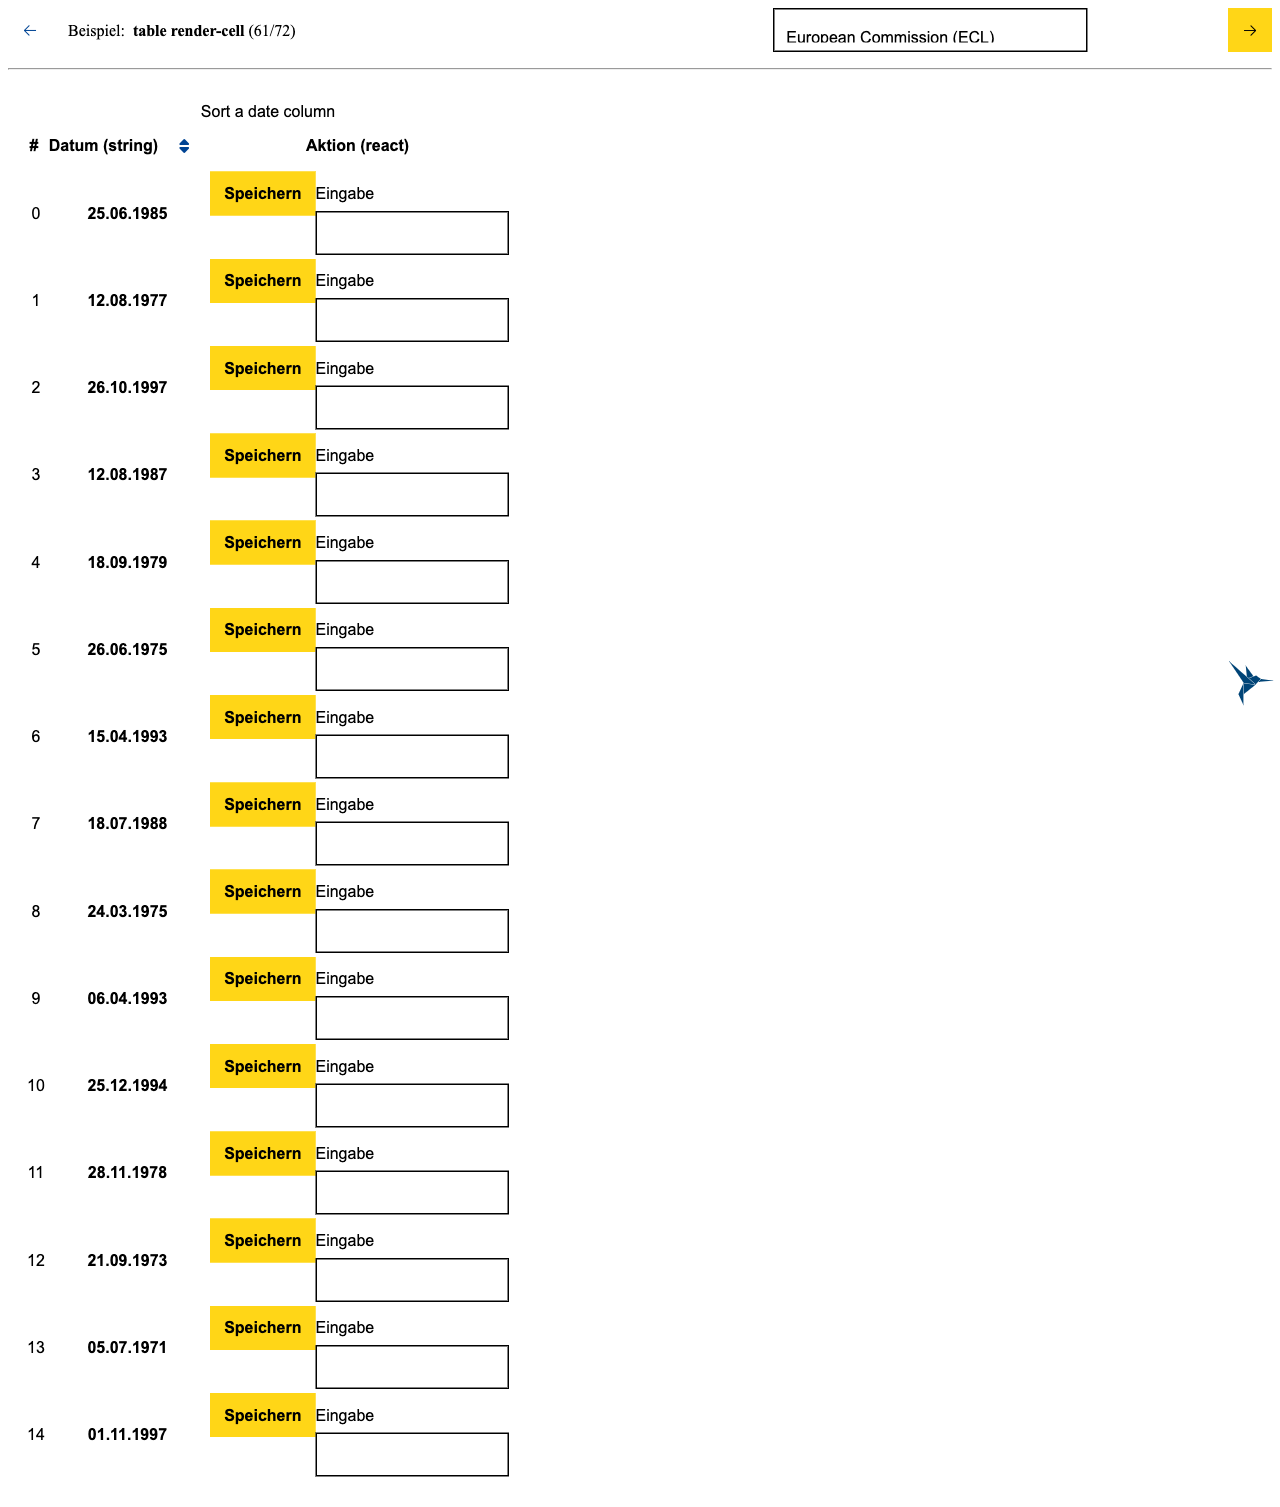 Beispiel: table render-cell (61/72)
European Commission (ECL)
Sort a date column
# Datum (string) Aktion (react)
0 25.06.1985 Speichern Eingabe
1 12.08.1977 Speichern Eingabe
2 26.10.1997 Speichern Eingabe
3 12.08.1987 Speichern Eingabe
4 18.09.1979 Speichern Eingabe
5 26.06.1975 Speichern Eingabe
6 15.04.1993 Speichern Eingabe
7 18.07.1988 Speichern Eingabe
8 24.03.1975 Speichern Eingabe
9 06.04.1993 Speichern Eingabe
10 25.12.1994 Speichern Eingabe
11 28.11.1978 Speichern Eingabe
12 21.09.1973 Speichern Eingabe
13 05.07.1971 Speichern Eingabe
14 01.11.1997 Speichern Eingabe